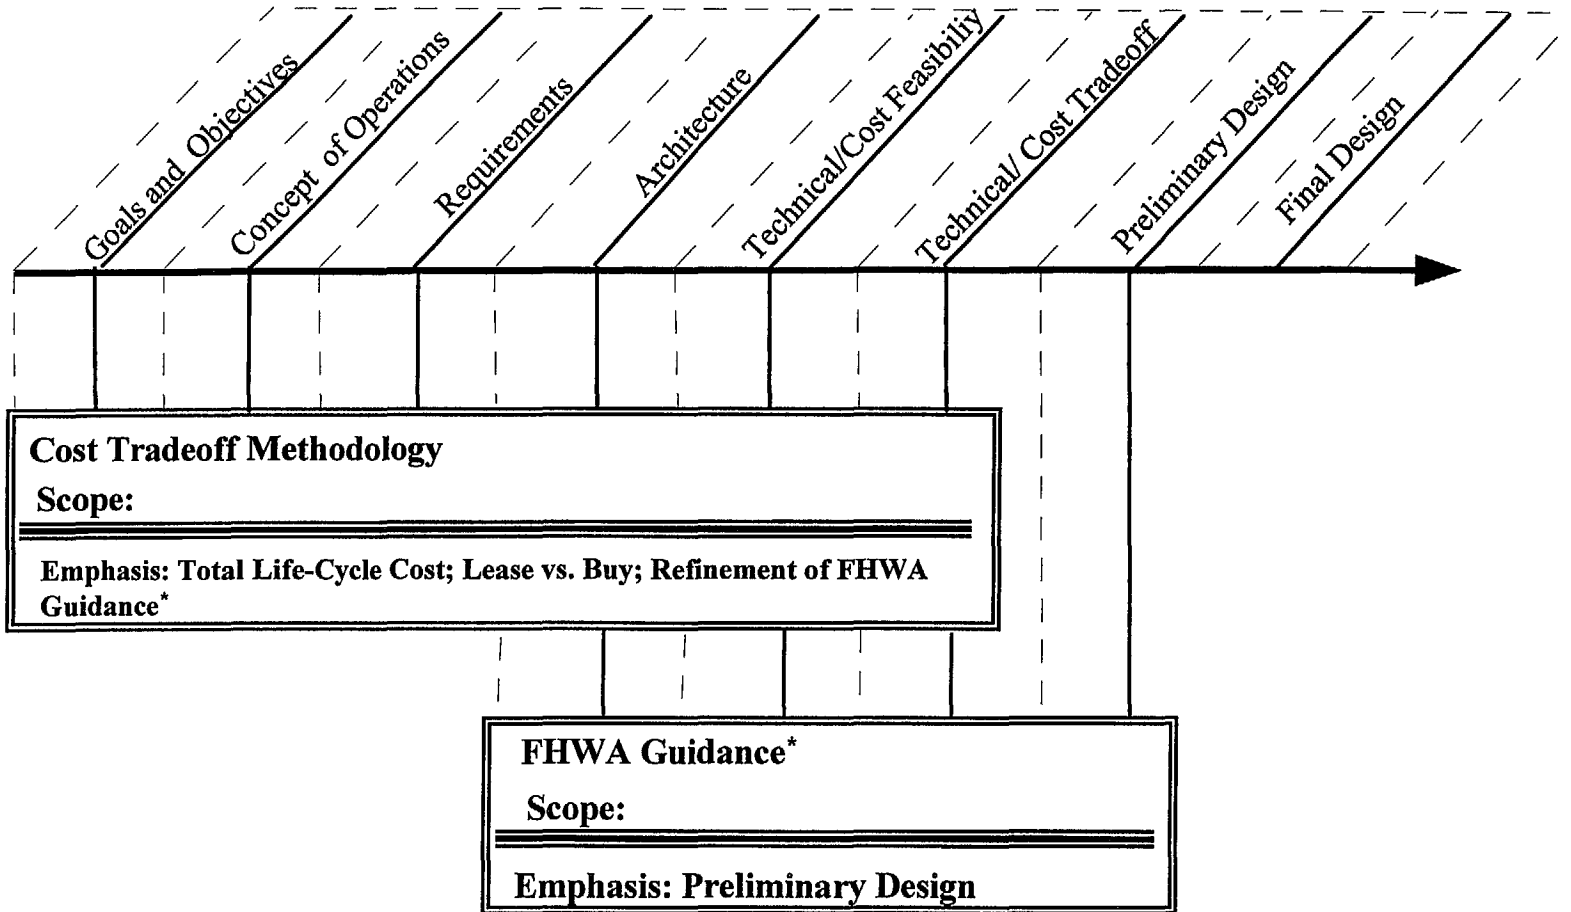 Goals and Objectives
Concept of Operations
Requirements
Architecture
Technical/Cost Feasibiliy
Technical/ Cost Tradeoff
Preliminary Design
Final Design
Cost Tradeoff Methodology
Scope:
Emphasis: Total Life-Cycle Cost; Lease vs. Buy; Refinement of FHWA
Guidance*
FHWA Guidance*
Scope:
Emphasis: Preliminary Design